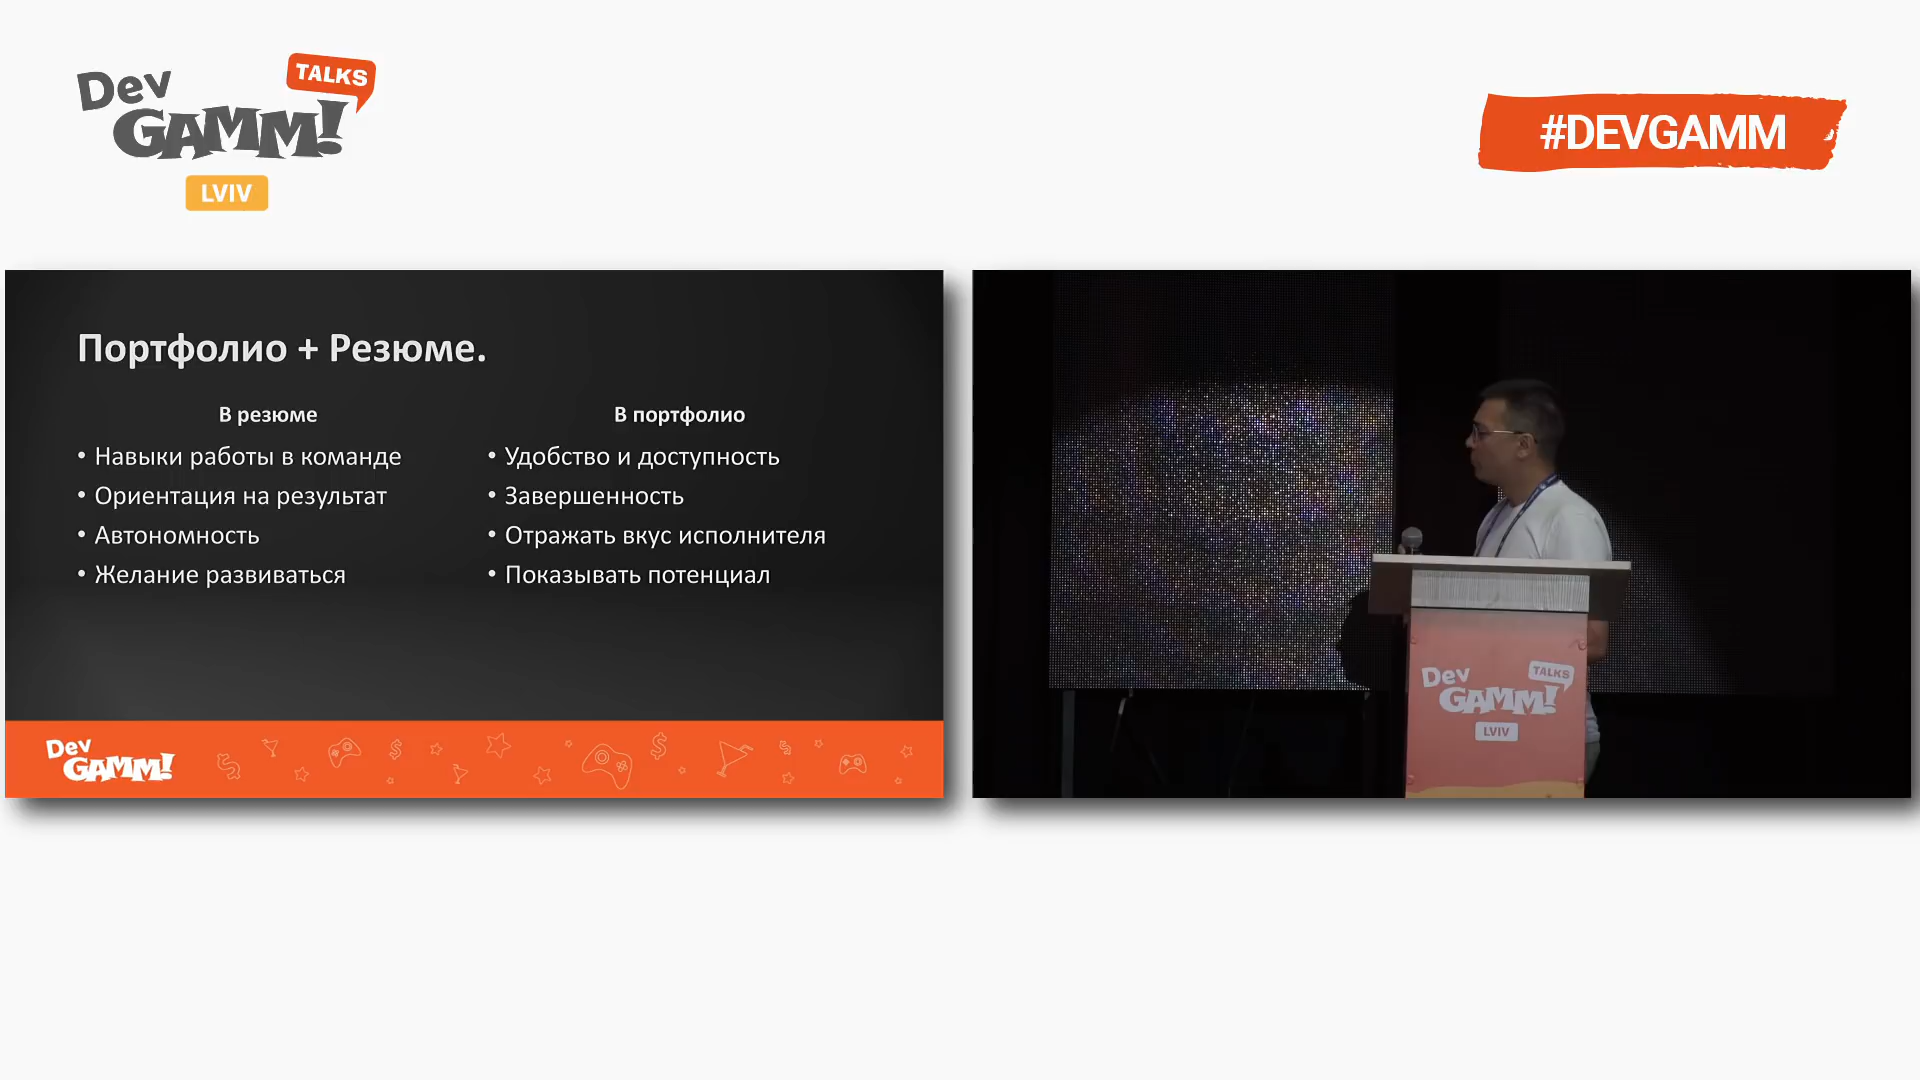 Dev
GAMM!
TALKS
LVIV
#DEVGAMM
Портфолио + Резюме.
В резюме
• Навыки работы в команде
• Ориентация на результат
• Автономность
• Желание развиваться
В портфолио
• Удобство и доступность
• Завершенность
• Отражать вкус исполнителя
• Показывать потенциал
Dev
GAMM!
Dev
GAMM!
TALKS
LVIV